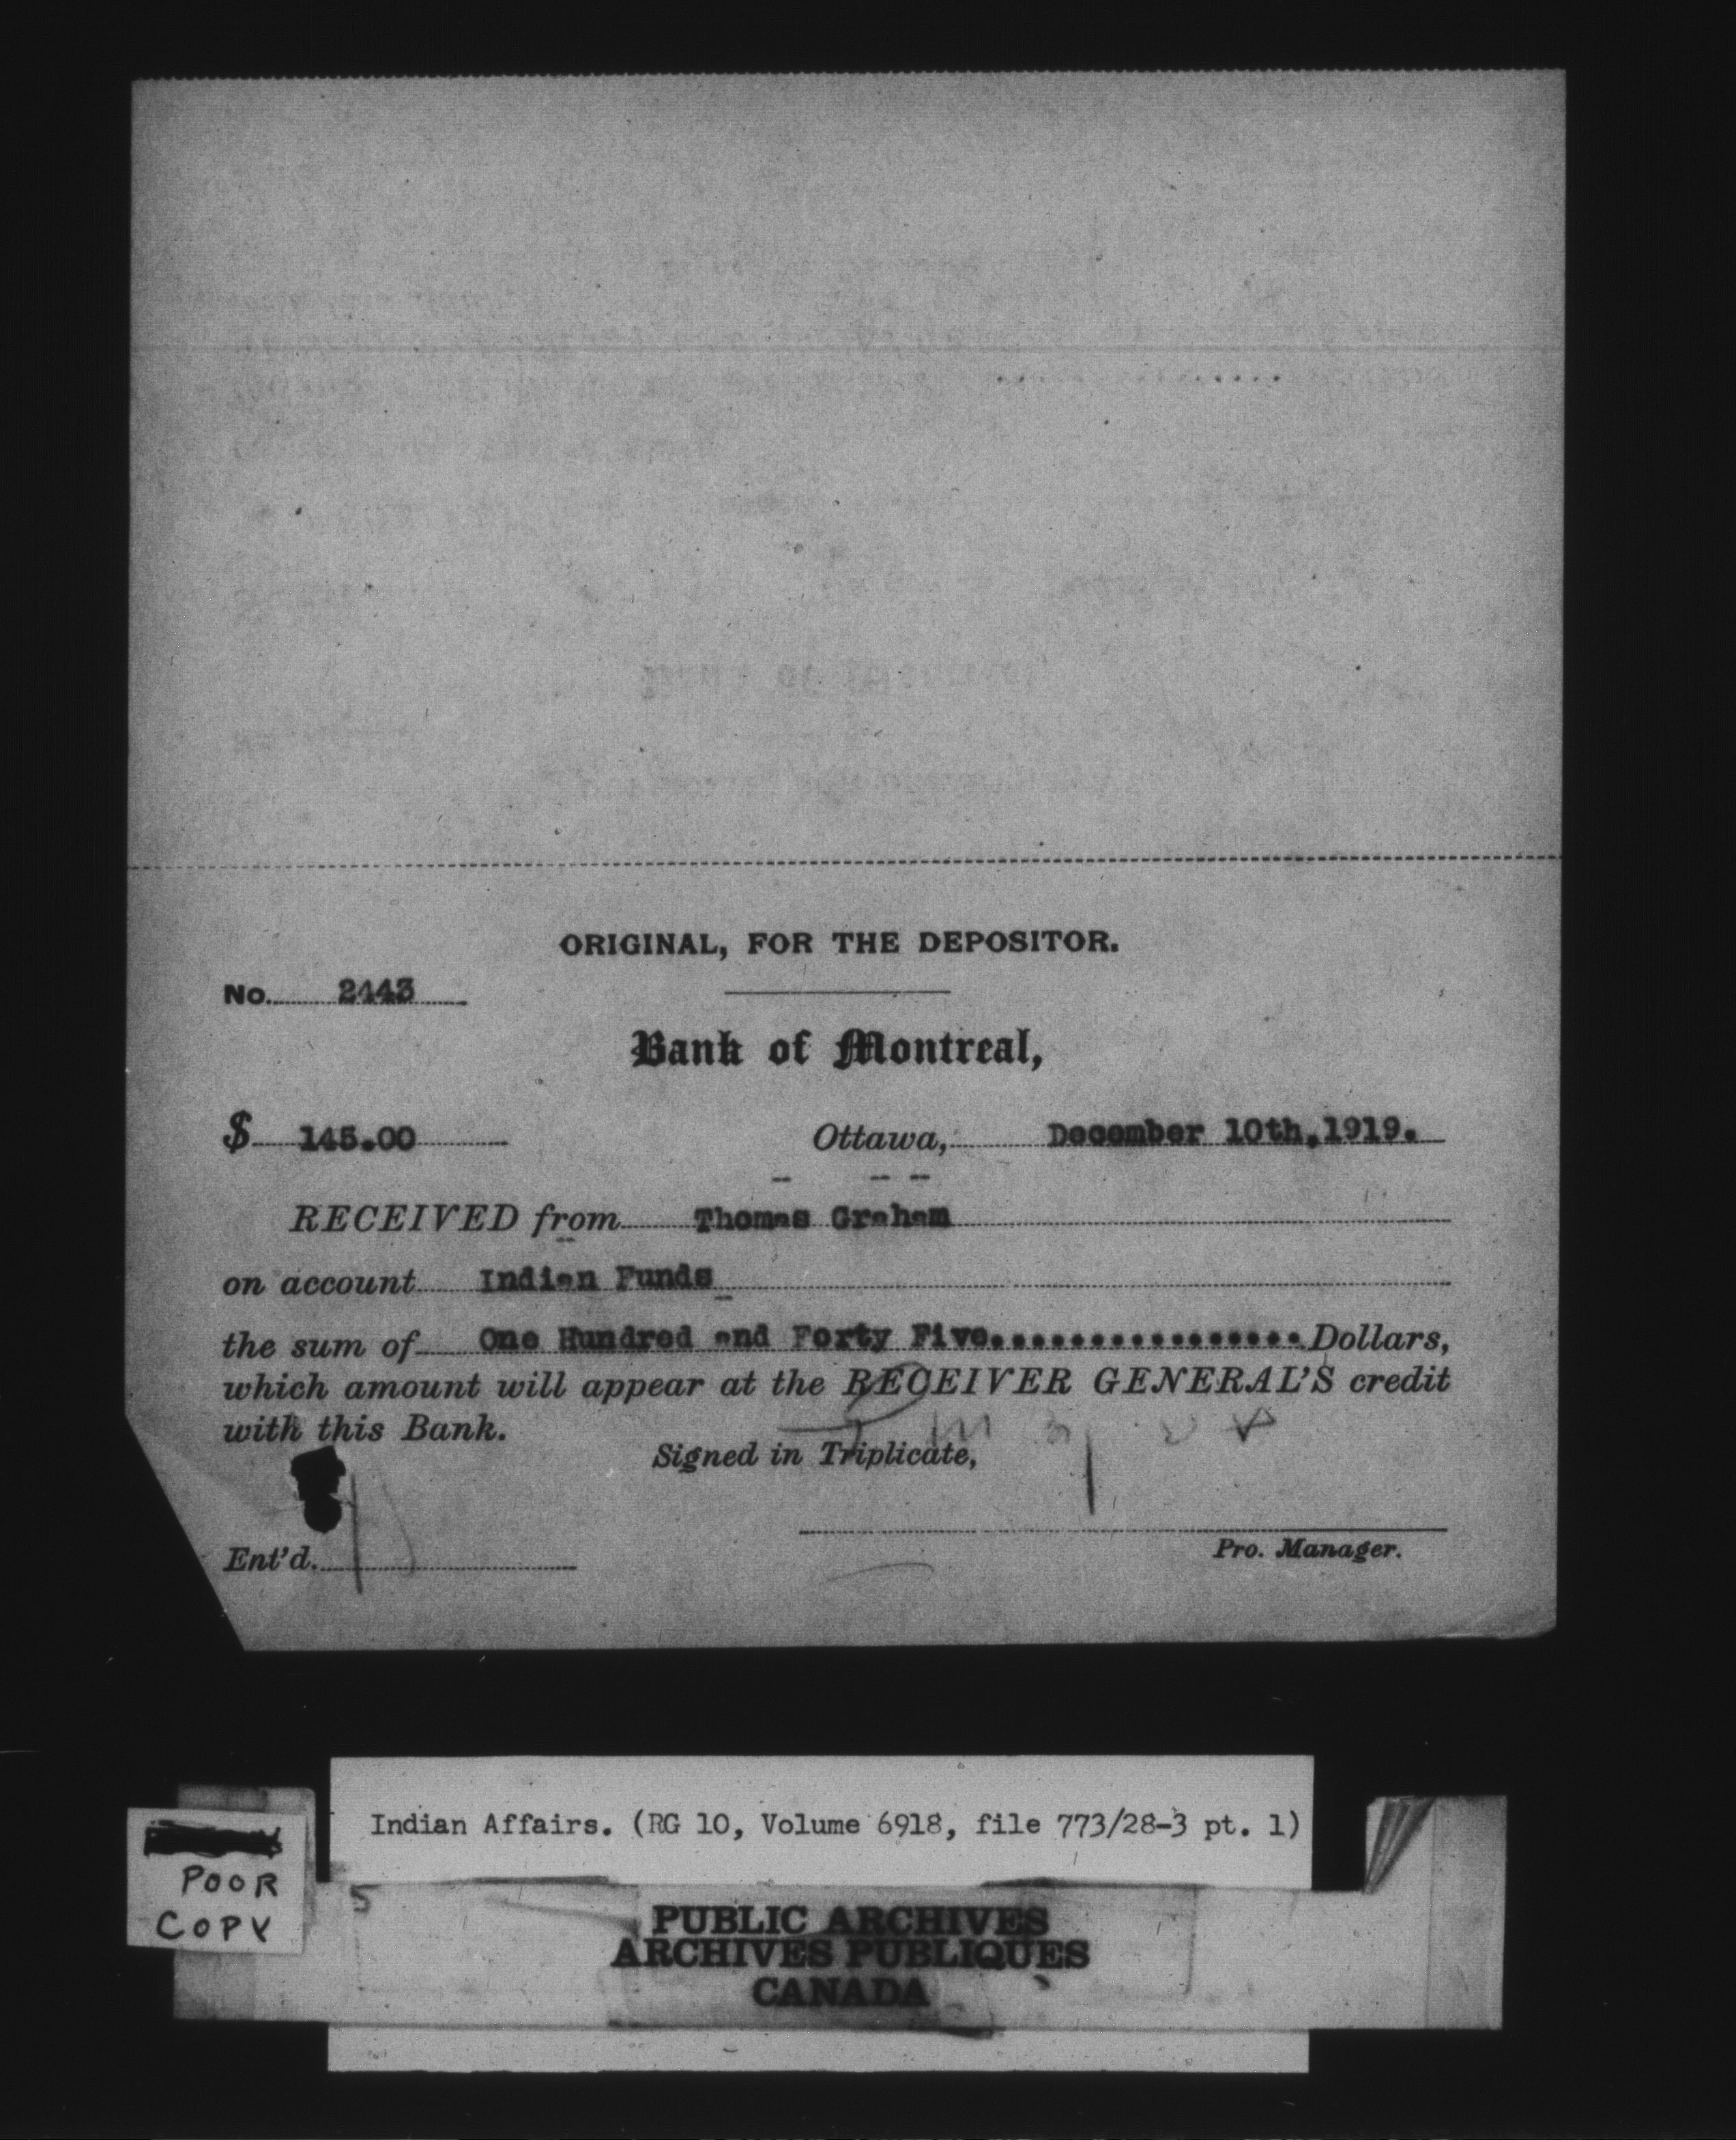 ORIGINAL, FOR THE DEPOSITOR.
No. 2443
Bank of Montreal,
$ 145.00 Ottawa, December 10th, 1919.
RECEIVED from Thomas Graham
on account Indian Funds
the sum of One Hundred and Forty Five................. Dollars,
which amount will appear at the RECEIVER GENERAL'S credit
with this Bank.
Signed in Triplicate,
Ent'd.
Pro. Manager.
Indian Affairs. (RG 10, Volume 6918, file 773/28-3 pt. 1)
POOR
COPY
PUBLIC ARCHIVES
ARCHIVES PUBLIQUES
CANADA